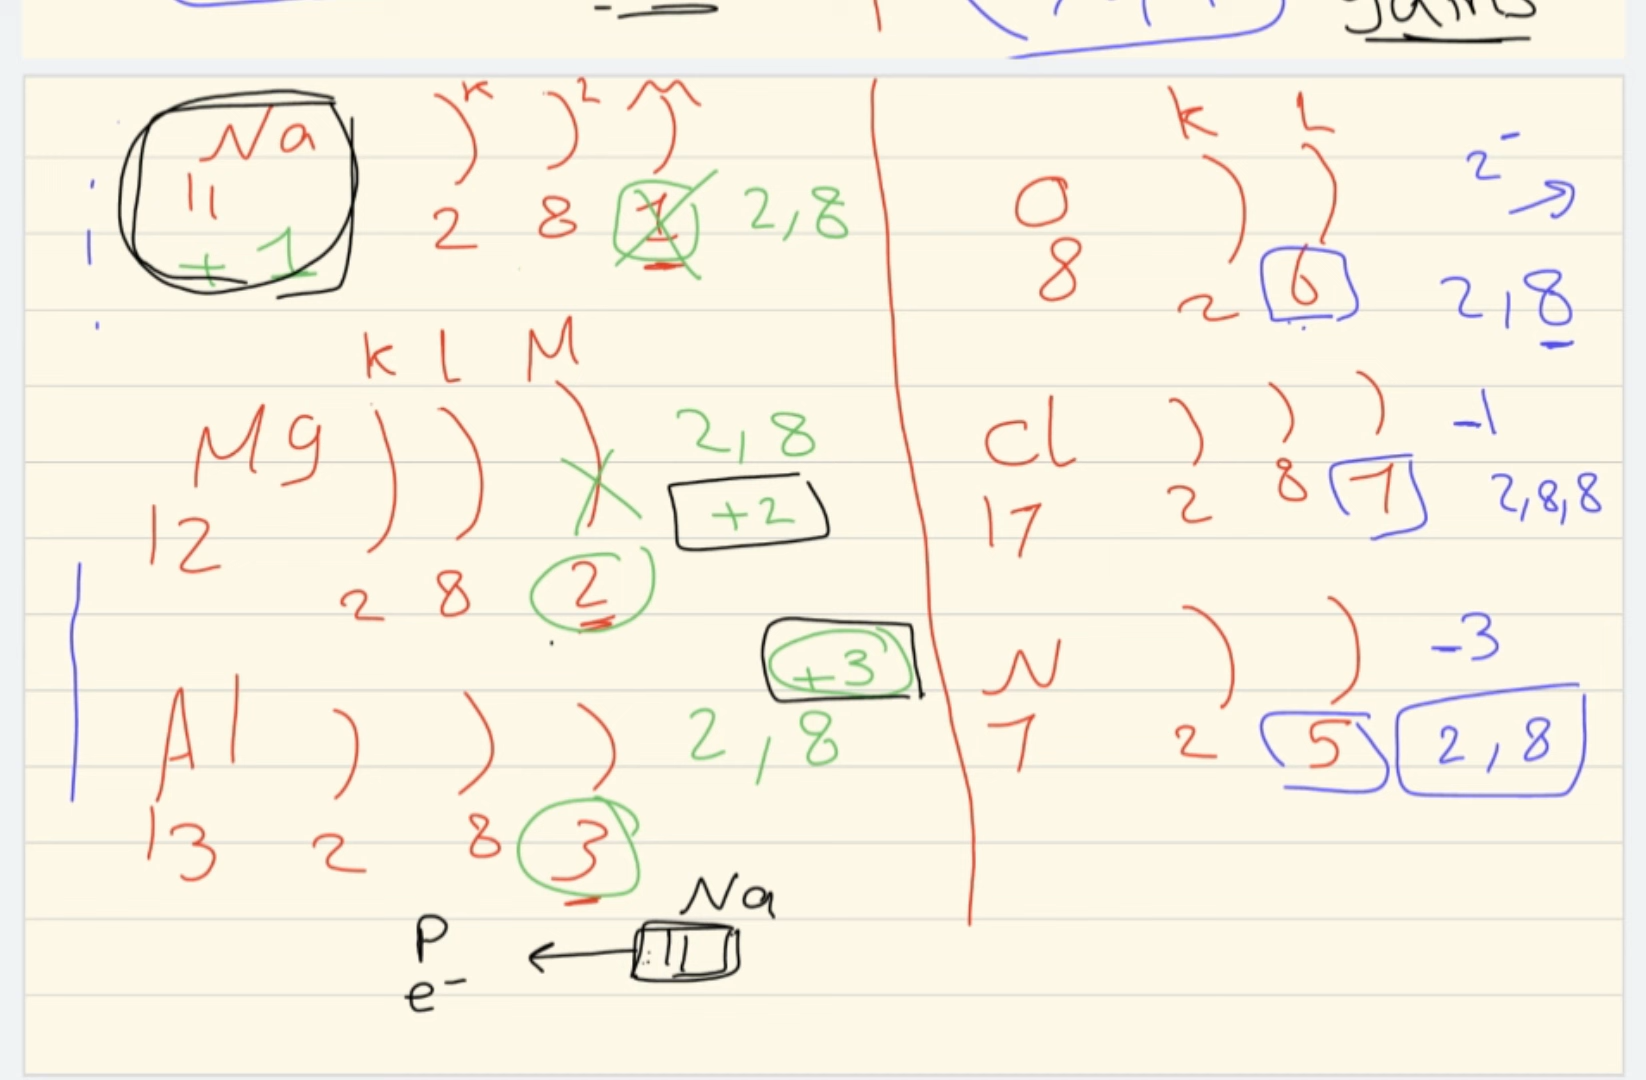 gains
Na ) K ) 2 ) M
11 2 8 1 2,8
+1
K L M
Mg ) ) ) 2,8
12 +2
2 8 2
+3
Al ) ) ) 2,8
13 2 8 3
Na
P ← 11
e-
K L
O ) ) 2-
8 2 6 2,8
Cl ) ) ) -1
17 2 8 7 2,8,8
N ) ) -3
7 2 5 2,8